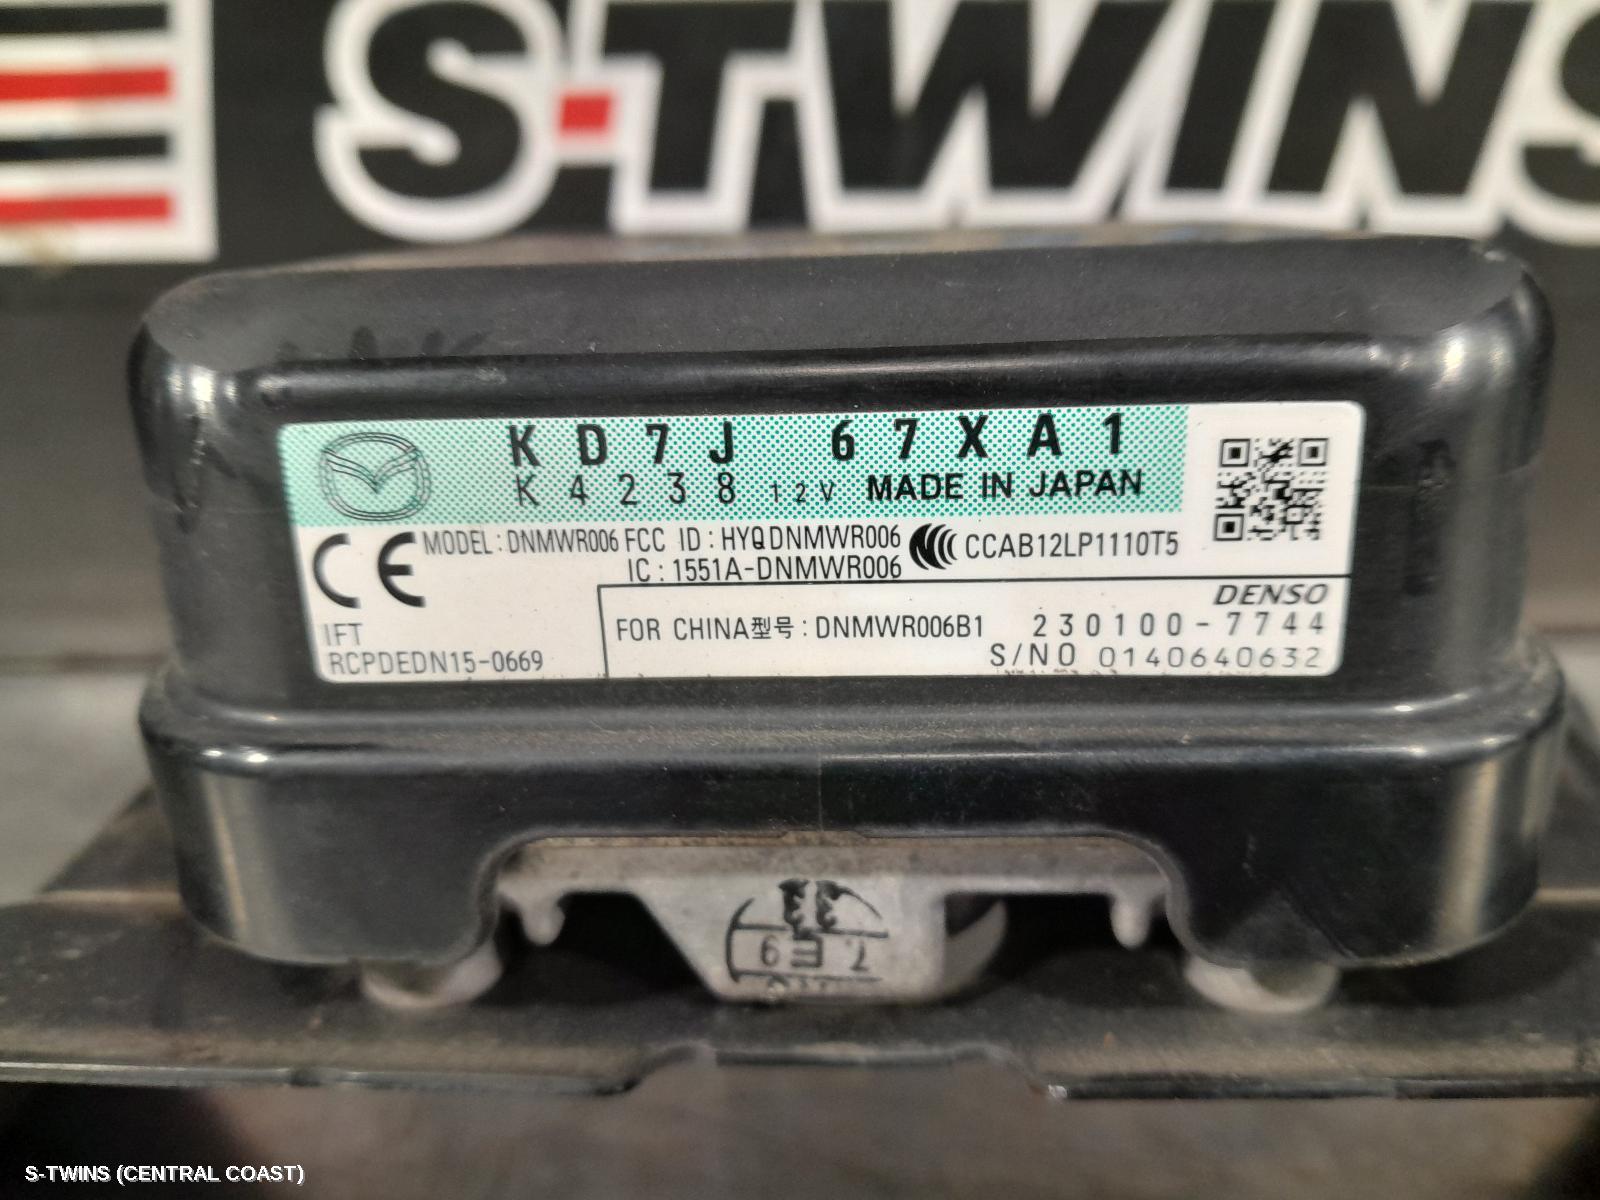 S-TWINS
KD7J 67XA1
K4238 12V MADE IN JAPAN
CE MODEL:DNMWR006 FCC ID:HYQDNMWR006 CCAB12LP1110T5
IC:1551A-DNMWR006
DENSO
FOR CHINA型号:DNMWR006B1 230100-7744
IFT
S/NO 0140640632
RCPDEDN15-0669
S-TWINS (CENTRAL COAST)